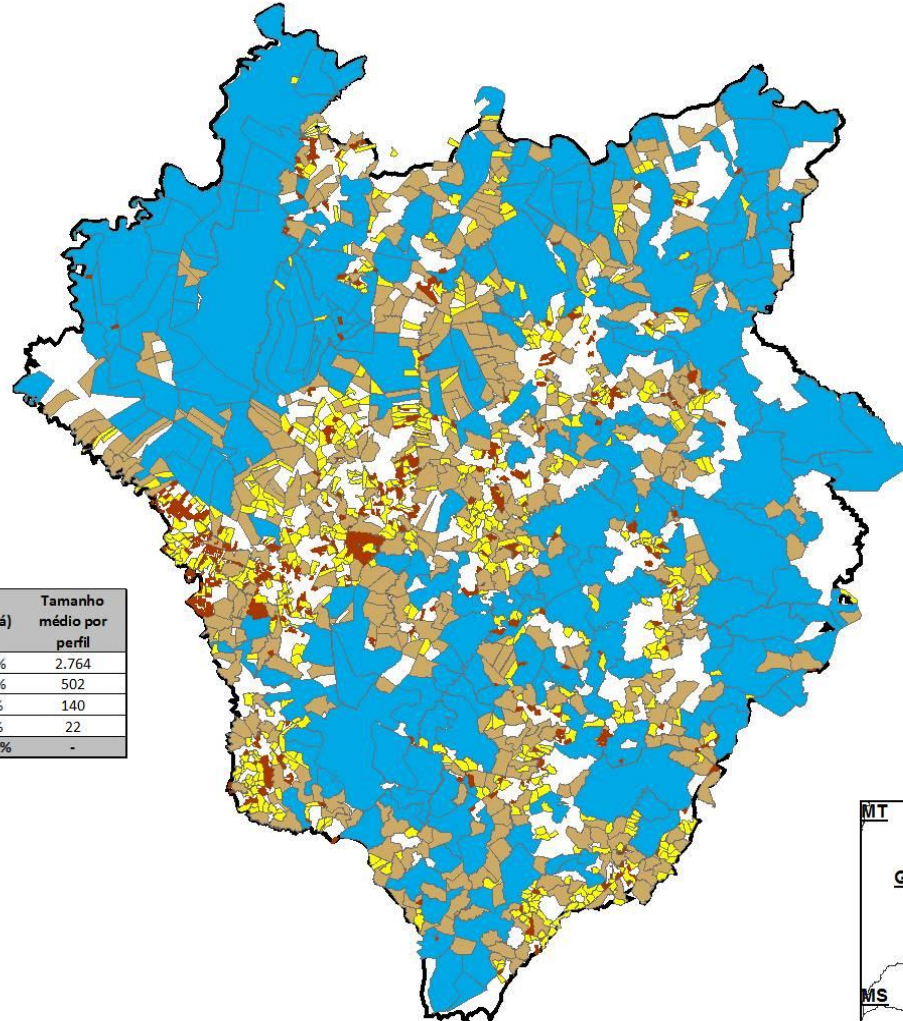 á) Tamanho médio por perfil
% 2.764
% 502
% 140
% 22
% -
MT
G
MS